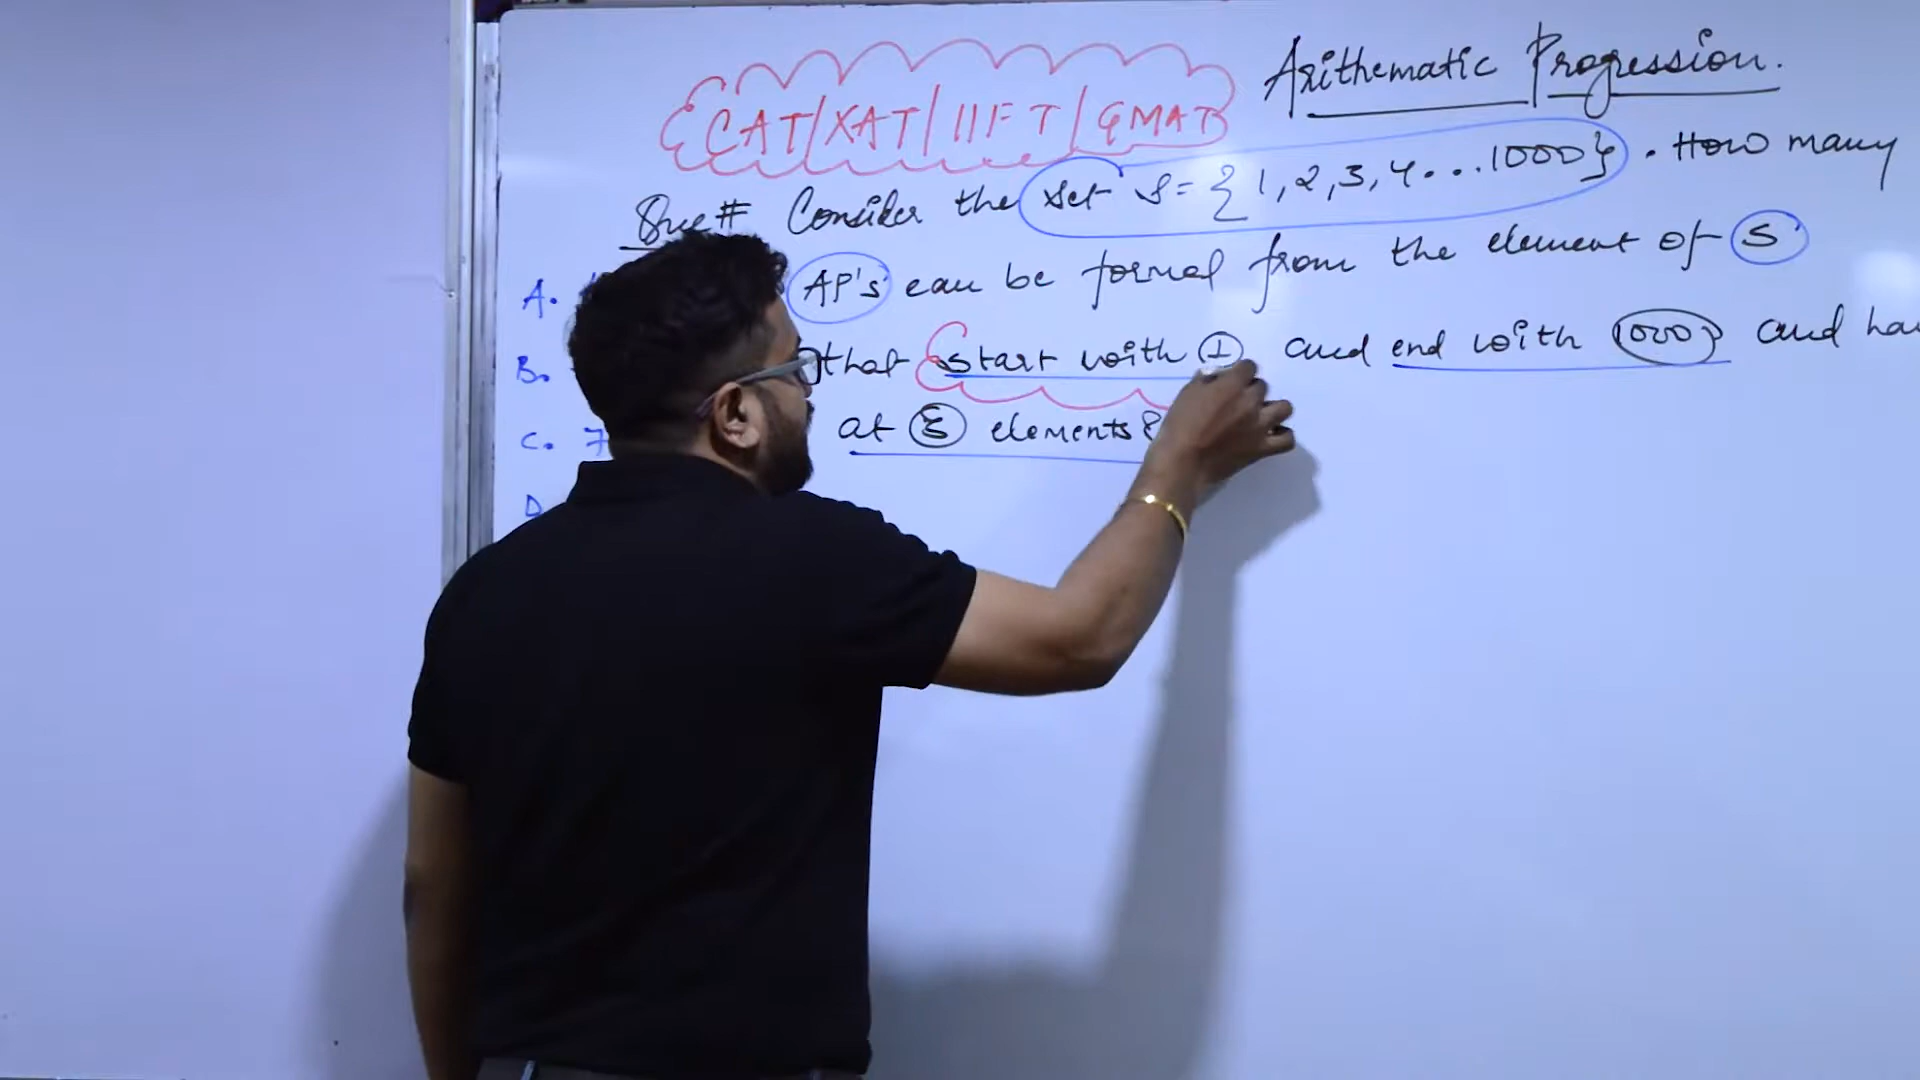 Arithematic Progression.
CAT/XAT/IIFT/GMAT
Que# Consider the set S = { 1, 2, 3, 4...1000}. How many
AP's can be formed from the element of S
that start with 1 and end with 1000 and
at 3 elements?
A.
B.
C. 7
D